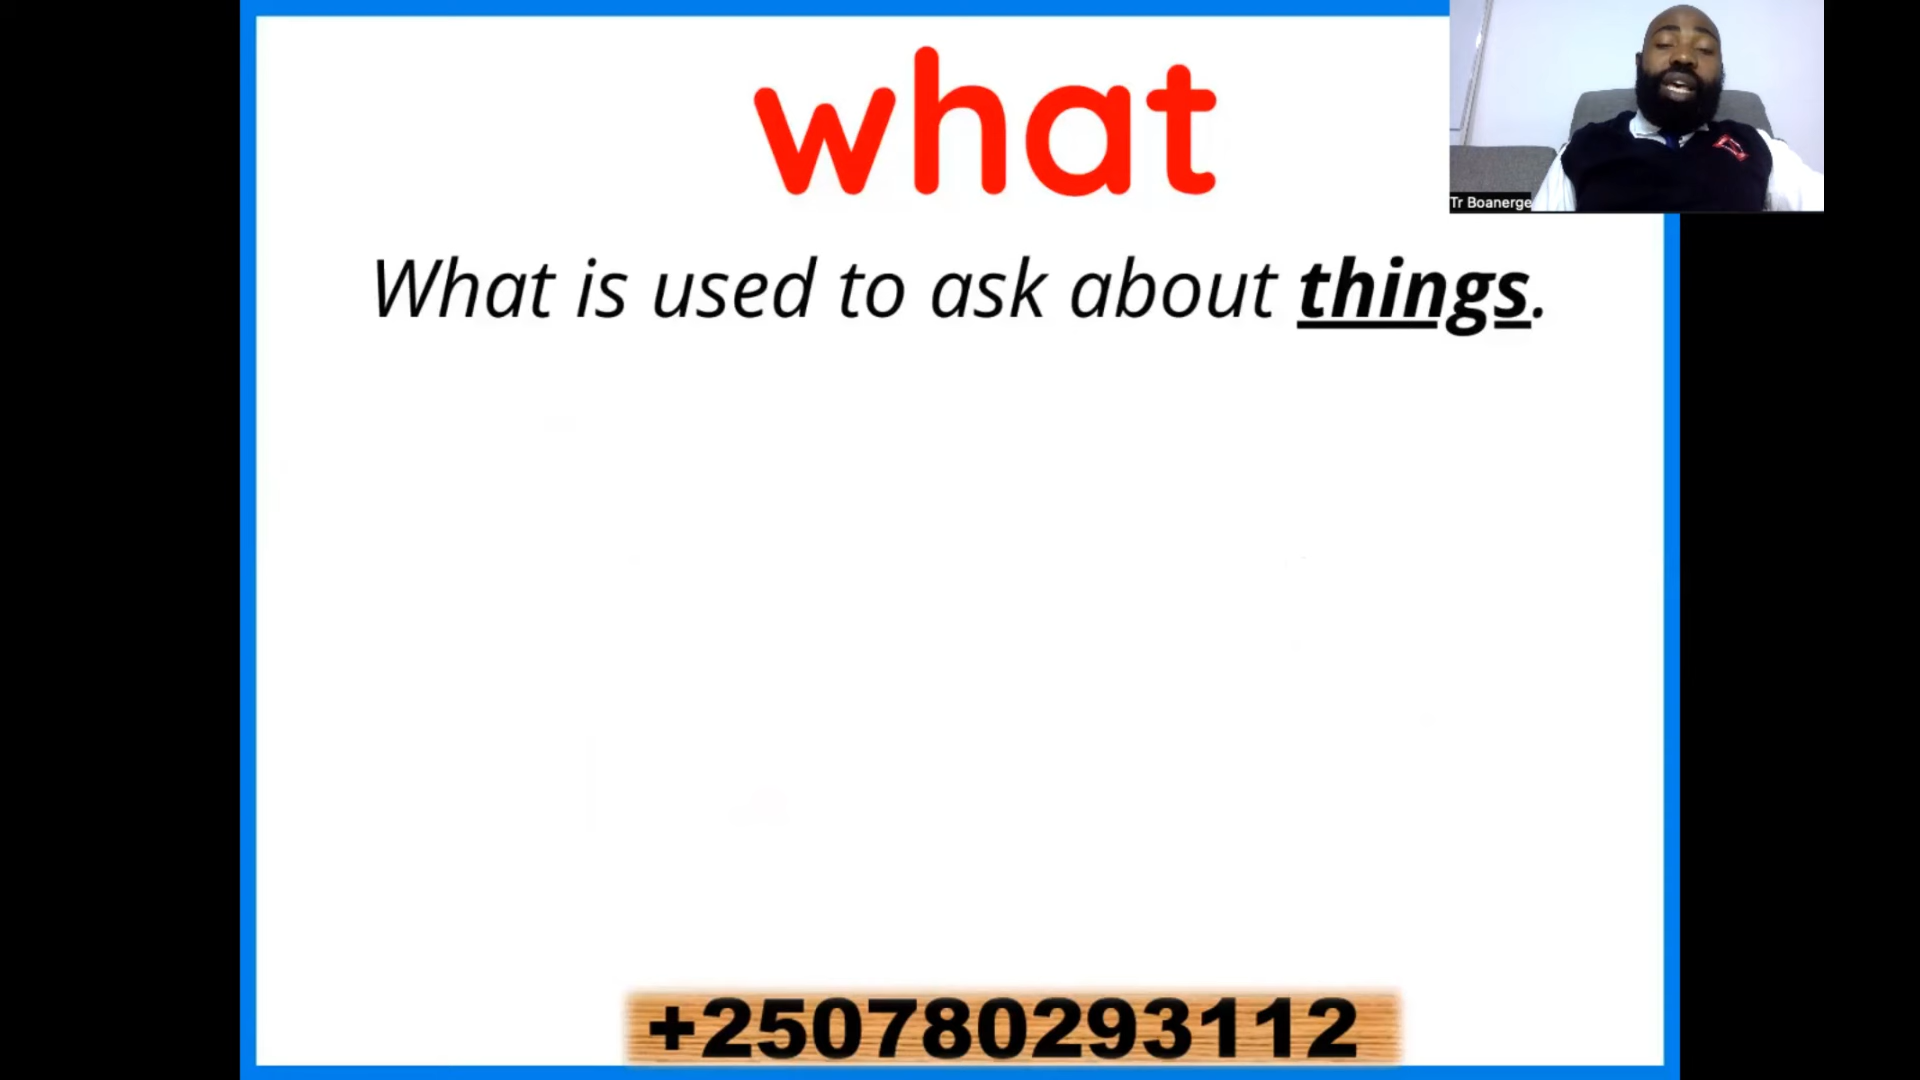 what
Tr Boanerge
What is used to ask about things.
+250780293112